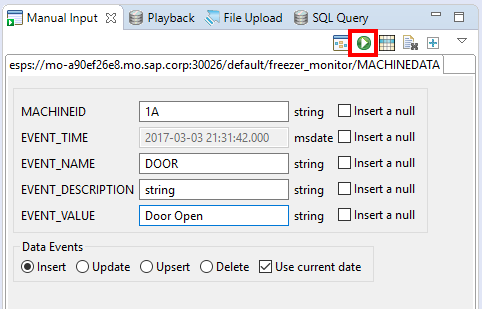 Manual Input Playback File Upload SQL Query
esps://mo-a90ef26e8.mo.sap.corp:30026/default/freezer_monitor/MACHINEDATA
MACHINEID 1A string Insert a null
EVENT_TIME 2017-03-03 21:31:42.000 msdate Insert a null
EVENT_NAME DOOR string Insert a null
EVENT_DESCRIPTION string string Insert a null
EVENT_VALUE Door Open string Insert a null
Data Events
Insert Update Upsert Delete Use current date